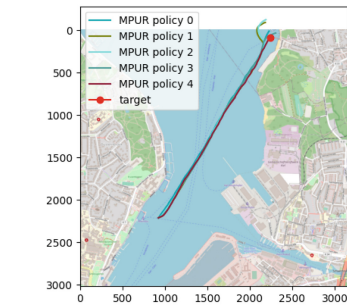 MPUR policy 0
MPUR policy 1
MPUR policy 2
MPUR policy 3
MPUR policy 4
target
0
500
1000
1500
2000
2500
3000
0 500 1000 1500 2000 2500 3000